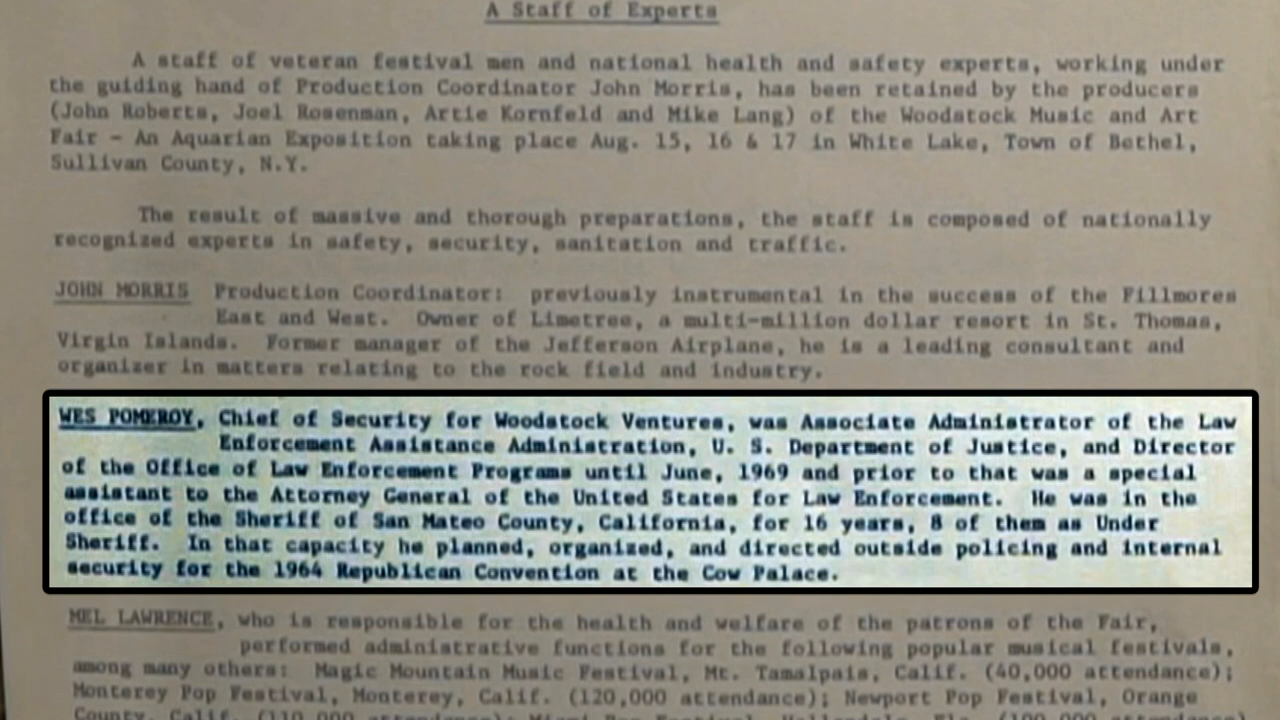 A Staff of Experts
A staff of veteran festival men and national health and safety experts, working under
the guiding hand of Production Coordinator John Morris, has been retained by the producers
(John Roberts, Joel Rosenman, Artie Kornfeld and Mike Lang) of the Woodstock Music and Art
Fair - An Aquarian Exposition taking place Aug. 15, 16 & 17 in White Lake, Town of Bethel,
Sullivan County, N.Y.
The result of massive and thorough preparations, the staff is composed of nationally
recognized experts in safety, security, sanitation and traffic.
JOHN MORRIS Production Coordinator: previously instrumental in the success of the Fillmores
East and West. Owner of Limetree, a multi-million dollar resort in St. Thomas,
Virgin Islands. Former manager of the Jefferson Airplane, he is a leading consultant and
organizer in matters relating to the rock field and industry.
WES POMEROY, Chief of Security for Woodstock Ventures, was Associate Administrator of the Law
Enforcement Assistance Administration, U. S. Department of Justice, and Director
of the Office of Law Enforcement Programs until June, 1969 and prior to that was a special
assistant to the Attorney General of the United States for Law Enforcement. He was in the
office of the Sheriff of San Mateo County, California, for 16 years, 8 of them as Under
Sheriff. In that capacity he planned, organized, and directed outside policing and internal
security for the 1964 Republican Convention at the Cow Palace.
MEL LAWRENCE, who is responsible for the health and welfare of the patrons of the Fair,
performed administrative functions for the following popular musical festivals,
among many others: Magic Mountain Music Festival, Mt. Tamalpais, Calif. (40,000 attendance);
Monterey Pop Festival, Monterey, Calif. (120,000 attendance); Newport Pop Festival, Orange
County, Calif.